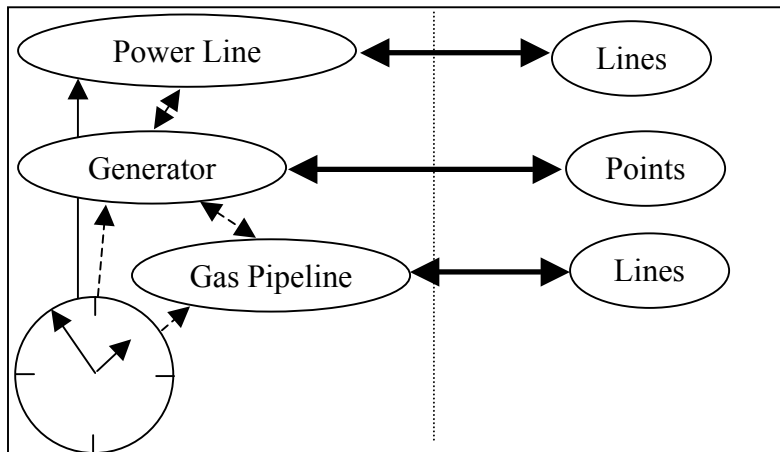 Power Line
Lines
Generator
Points
Gas Pipeline
Lines